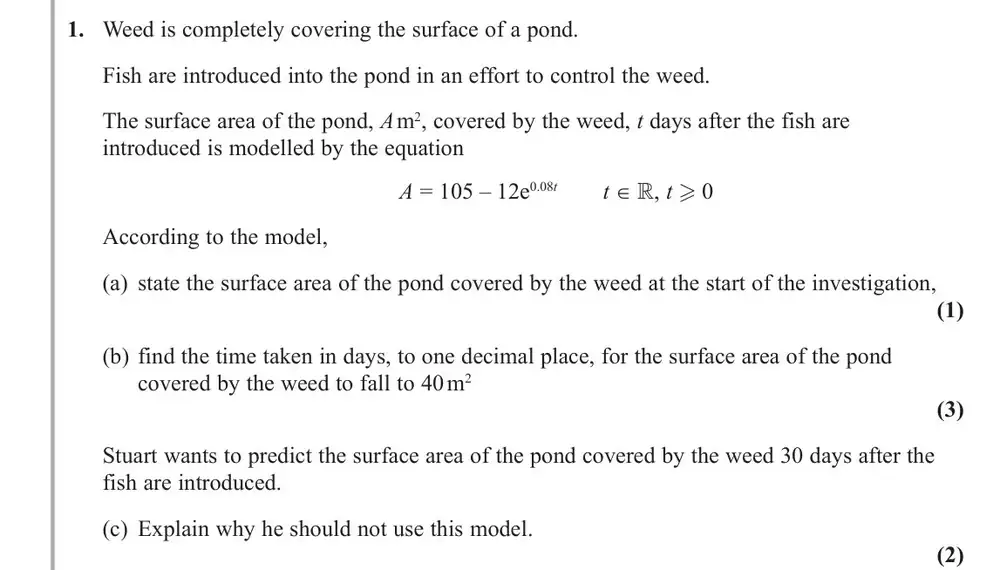 1. Weed is completely covering the surface of a pond.
Fish are introduced into the pond in an effort to control the weed.
The surface area of the pond, A m², covered by the weed, t days after the fish are
introduced is modelled by the equation
A = 105 – 12e^{0.08t}    t ∈ ℝ, t ⩾ 0
According to the model,
(a) state the surface area of the pond covered by the weed at the start of the investigation,
(1)
(b) find the time taken in days, to one decimal place, for the surface area of the pond
covered by the weed to fall to 40 m²
(3)
Stuart wants to predict the surface area of the pond covered by the weed 30 days after the
fish are introduced.
(c) Explain why he should not use this model.
(2)